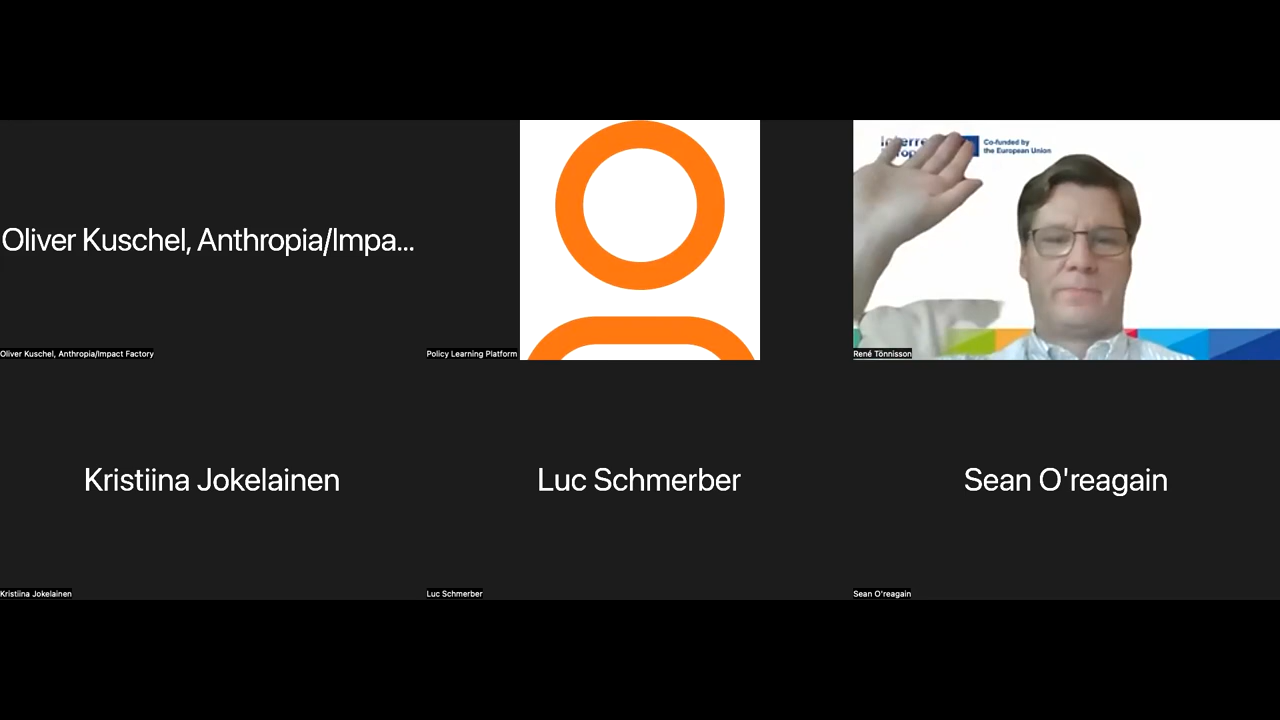 Oliver Kuschel, Anthropia/Impa...
Oliver Kuschel, Anthropia/Impact Factory
Policy Learning Platform
Co-funded by
the European Union
René Tönnisson
Kristiina Jokelainen
Kristiina Jokelainen
Luc Schmerber
Luc Schmerber
Sean O'reagain
Sean O'reagain